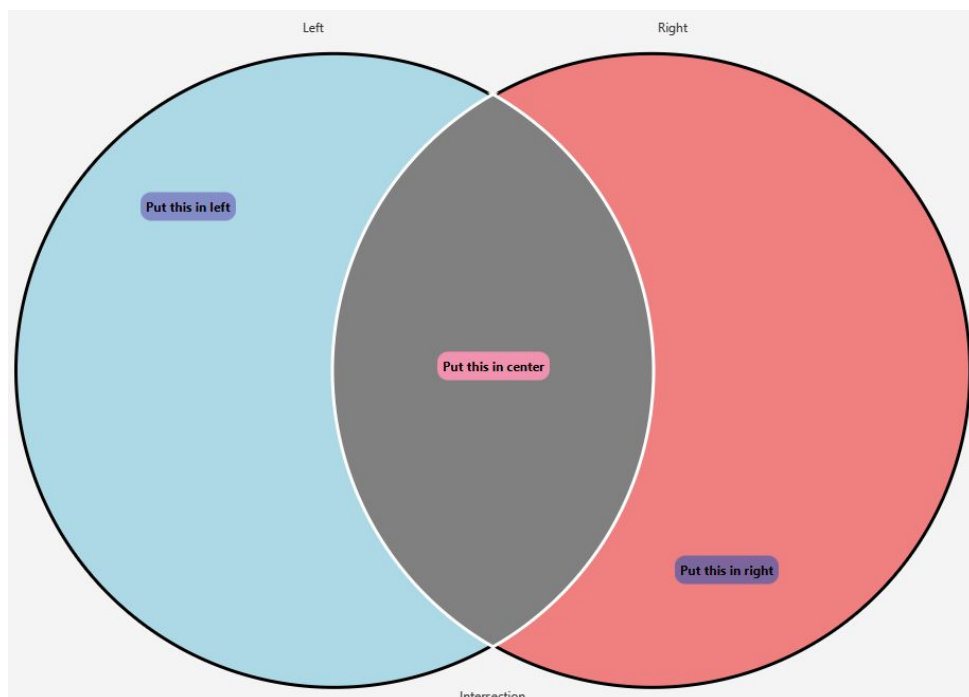 Left
Right
Put this in left
Put this in center
Put this in right
Intersection